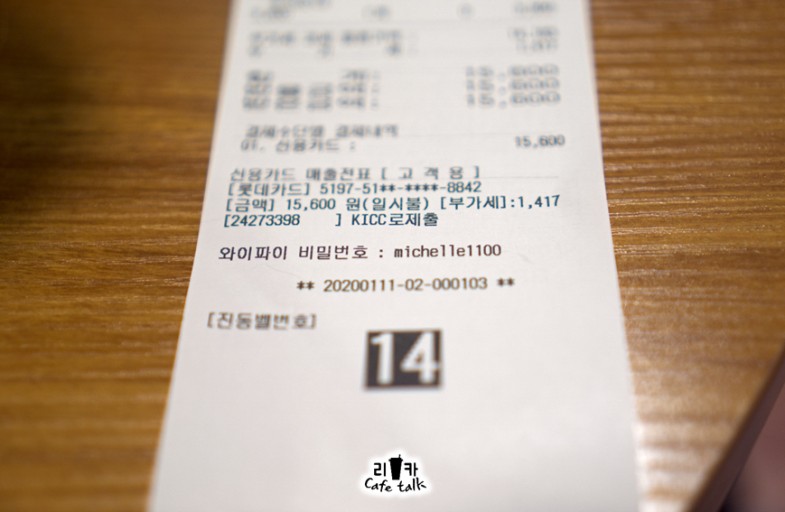 15,600
15,600
15,600
결제수단별 결제내역
01. 신용카드 : 15,600
신용카드 매출전표 [ 고 객 용 ]
[롯데카드] 5197-51**-****-8842
[금액] 15,600 원(일시불) [부가세]:1,417
[24273398 ] KICC로제출
와이파이 비밀번호 : michelle1100
** 20200111-02-000103 **
[진동벨번호]
14
리 카
Cafe talk